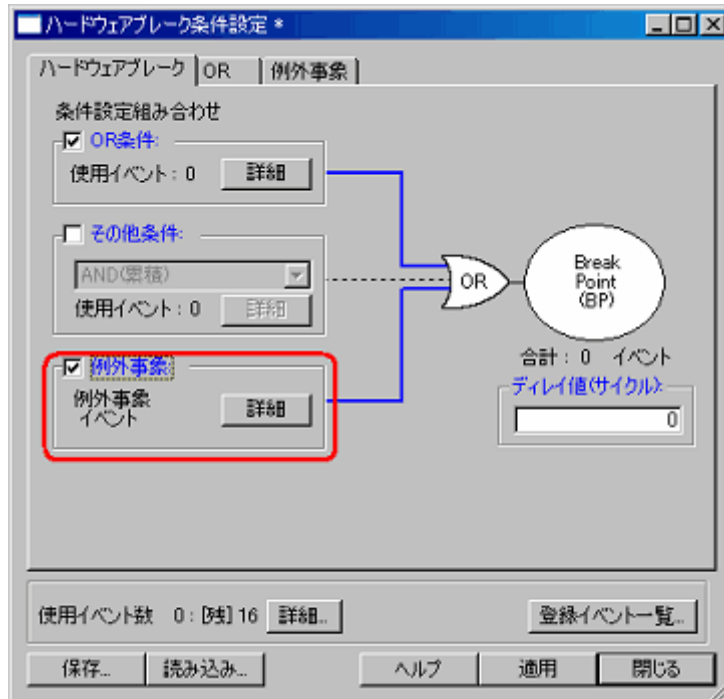 ハードウェアブレーク条件設定 *
ハードウェアブレーク OR 例外事象
条件設定組み合わせ
OR条件:
使用イベント : 0 詳細
その他条件:
AND(累積)
使用イベント : 0 詳細
例外事象:
例外事象
イベント
詳細
OR
Break
Point
(BP)
合計 : 0 イベント
ディレイ値(サイクル):
0
使用イベント数 0 : [残] 16 詳細... 登録イベント一覧...
保存... 読み込み... ヘルプ 適用 閉じる